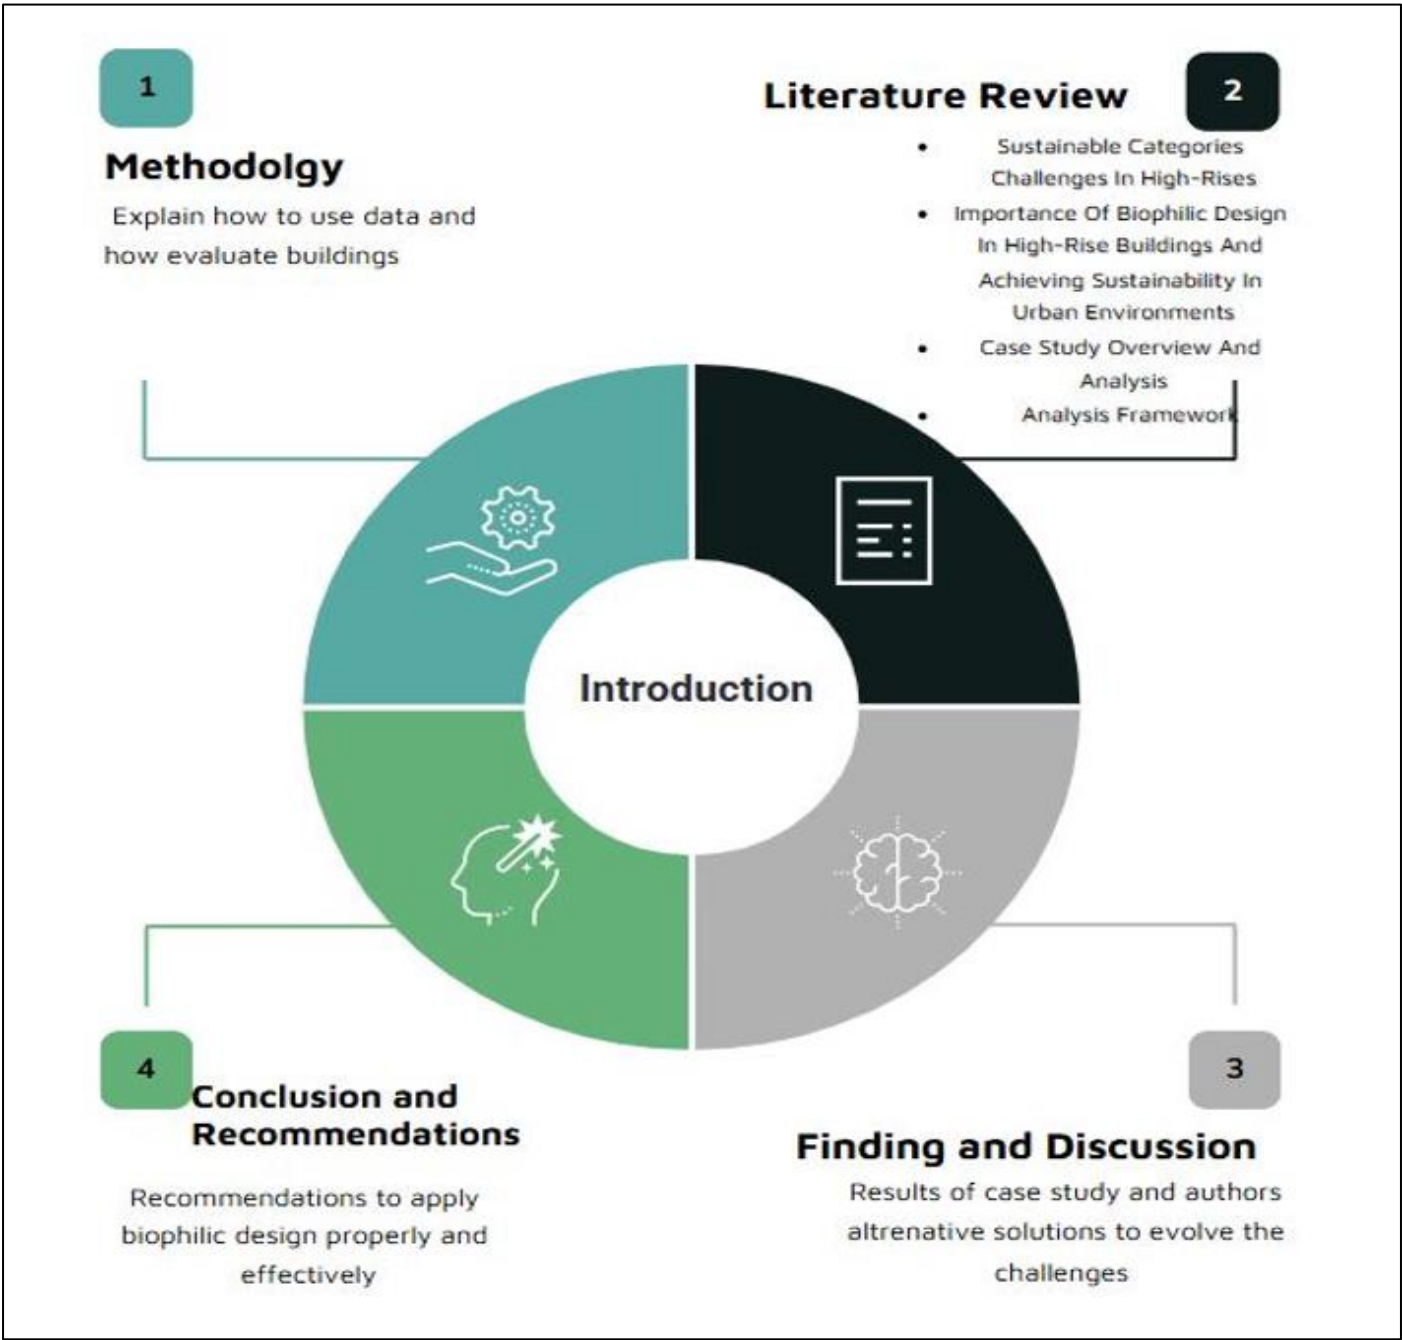 1
Methodolgy
Explain how to use data and
how evaluate buildings
2
Literature Review
• Sustainable Categories
Challenges In High-Rises
• Importance Of Biophilic Design
In High-Rise Buildings And
Achieving Sustainability In
Urban Environments
• Case Study Overview And
Analysis
• Analysis Framework
Introduction
3
Finding and Discussion
Results of case study and authors
altrenative solutions to evolve the
challenges
4
Conclusion and
Recommendations
Recommendations to apply
biophilic design properly and
effectively